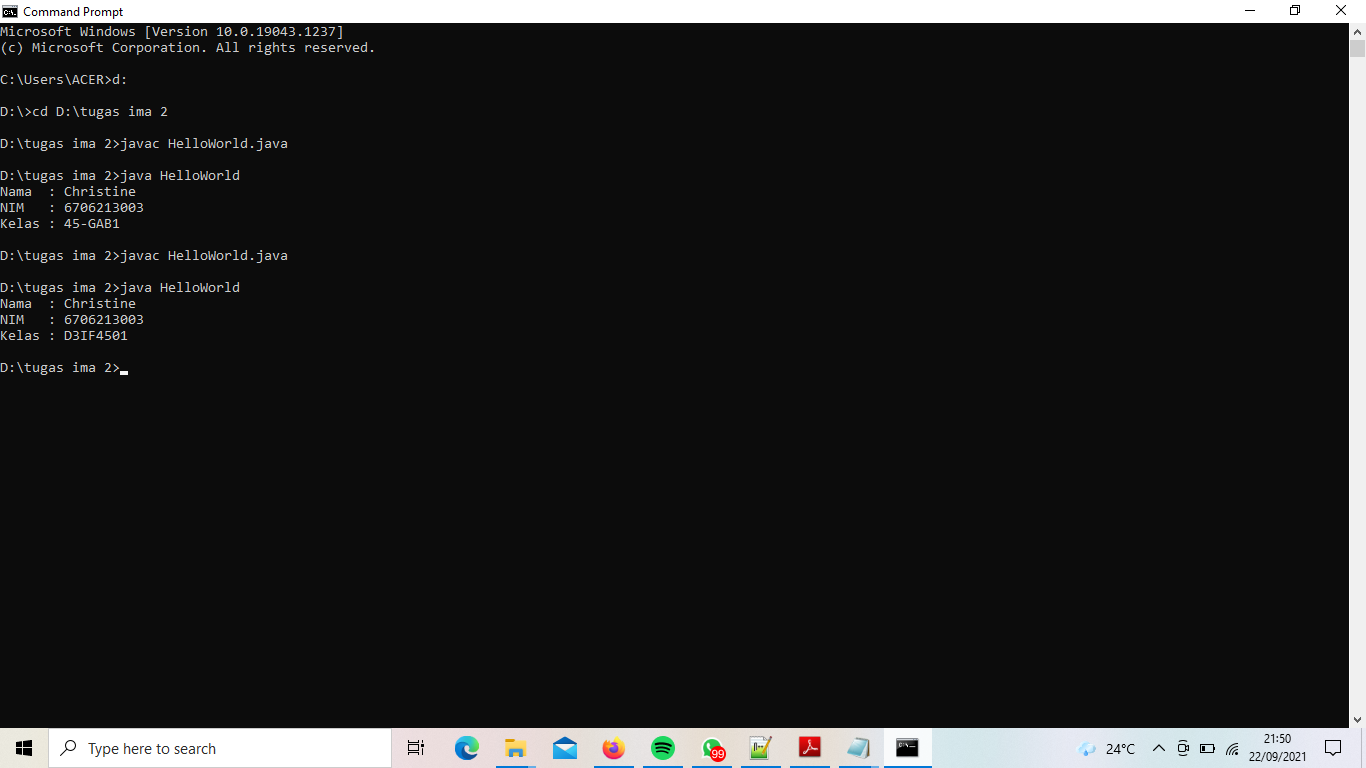 Command Prompt
Microsoft Windows [Version 10.0.19043.1237]
(c) Microsoft Corporation. All rights reserved.
C:\Users\ACER>d:
D:\>cd D:\tugas ima 2
D:\tugas ima 2>javac HelloWorld.java
D:\tugas ima 2>java HelloWorld
Nama  : Christine
NIM   : 6706213003
Kelas : 45-GAB1
D:\tugas ima 2>javac HelloWorld.java
D:\tugas ima 2>java HelloWorld
Nama  : Christine
NIM   : 6706213003
Kelas : D3IF4501
D:\tugas ima 2>
Type here to search
99
24°C
21:50
22/09/2021